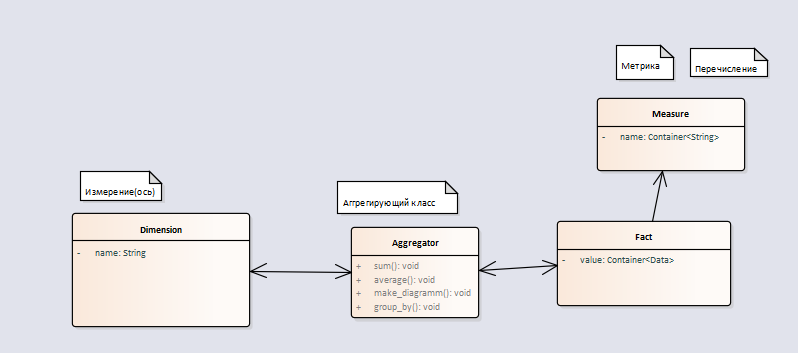 Метрика
Перечисление
Measure
- name: Container<String>
Измерение(ось)
Аггрегирующий класс
Dimension
- name: String
Aggregator
+ sum(): void
+ average(): void
+ make_diagramm(): void
+ group_by(): void
Fact
- value: Container<Data>